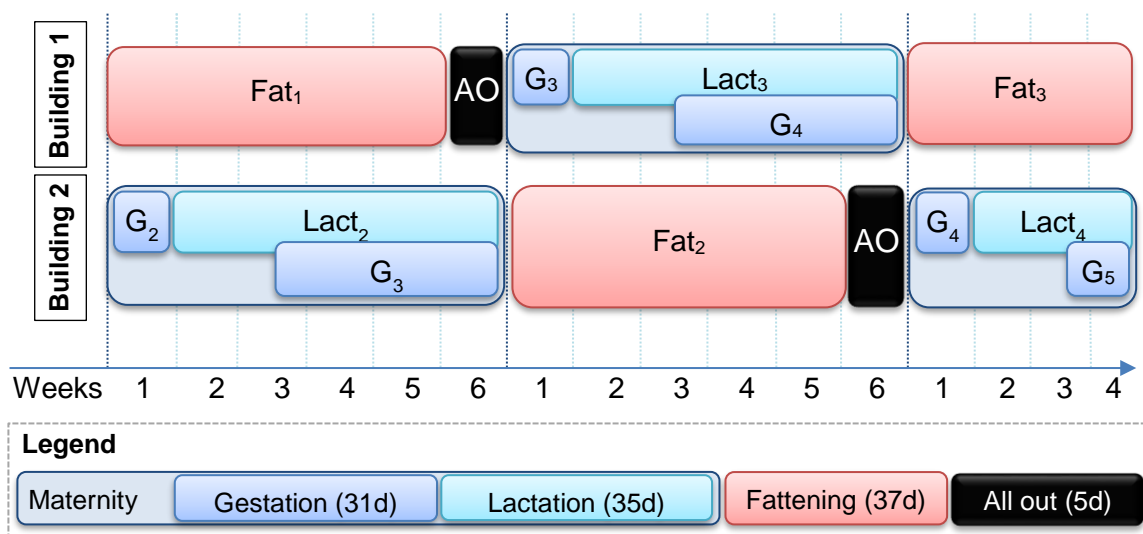 Building 1
Fat₁
AO
G₃
Lact₃
G₄
Fat₃
Building 2
G₂
Lact₂
G₃
Fat₂
AO
G₄
Lact₄
G₅
Weeks 1 2 3 4 5 6 1 2 3 4 5 6 1 2 3 4
Legend
Maternity Gestation (31d) Lactation (35d) Fattening (37d) All out (5d)